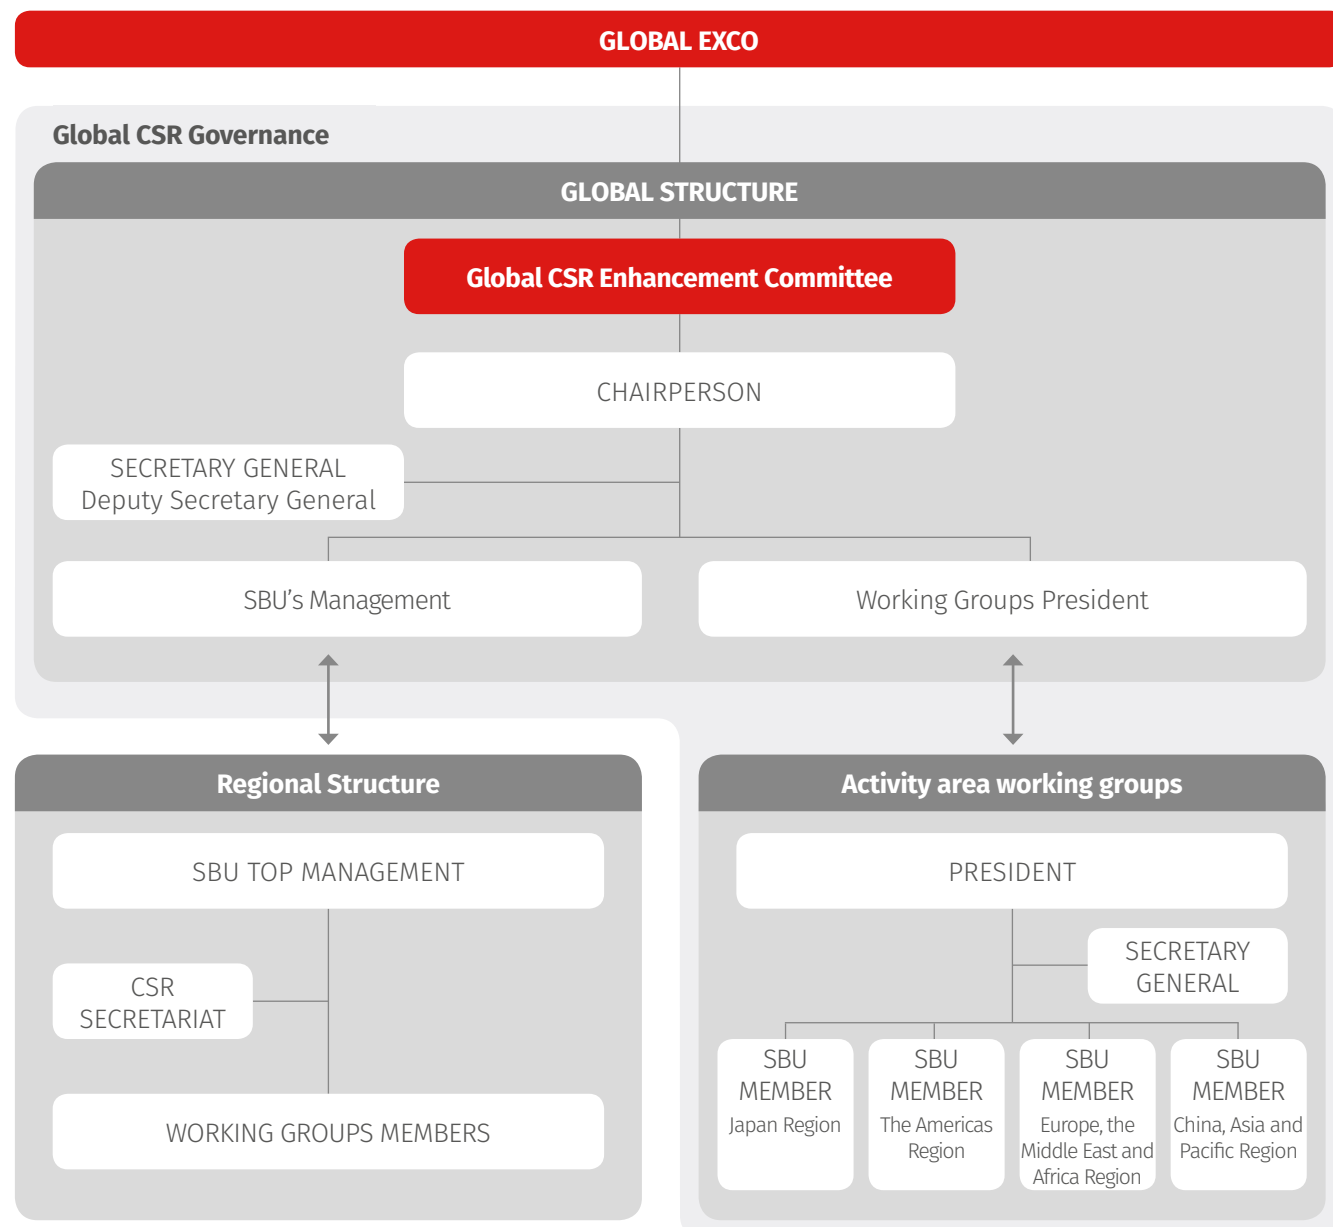 GLOBAL EXCO
Global CSR Governance
GLOBAL STRUCTURE
Global CSR Enhancement Committee
CHAIRPERSON
SECRETARY GENERAL
Deputy Secretary General
SBU’s Management
Working Groups President
Regional Structure
SBU TOP MANAGEMENT
CSR
SECRETARIAT
WORKING GROUPS MEMBERS
Activity area working groups
PRESIDENT
SECRETARY
GENERAL
SBU
MEMBER
Japan Region
SBU
MEMBER
The Americas
Region
SBU
MEMBER
Europe, the
Middle East and
Africa Region
SBU
MEMBER
China, Asia and
Pacific Region